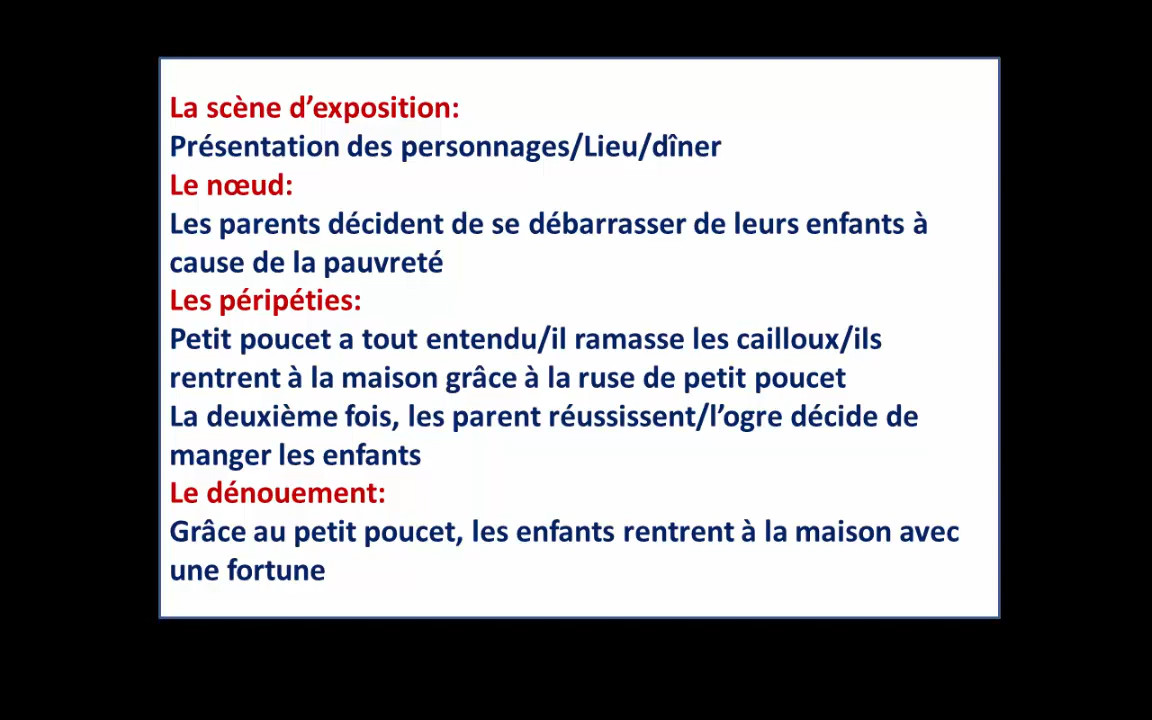 La scène d’exposition:
Présentation des personnages/Lieu/dîner
Le nœud:
Les parents décident de se débarrasser de leurs enfants à
cause de la pauvreté
Les péripéties:
Petit poucet a tout entendu/il ramasse les cailloux/ils
rentrent à la maison grâce à la ruse de petit poucet
La deuxième fois, les parent réussissent/l’ogre décide de
manger les enfants
Le dénouement:
Grâce au petit poucet, les enfants rentrent à la maison avec
une fortune